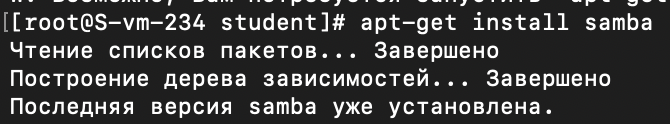 [[root@S-vm-234 student]# apt-get install samba
Чтение списков пакетов... Завершено
Построение дерева зависимостей... Завершено
Последняя версия samba уже установлена.